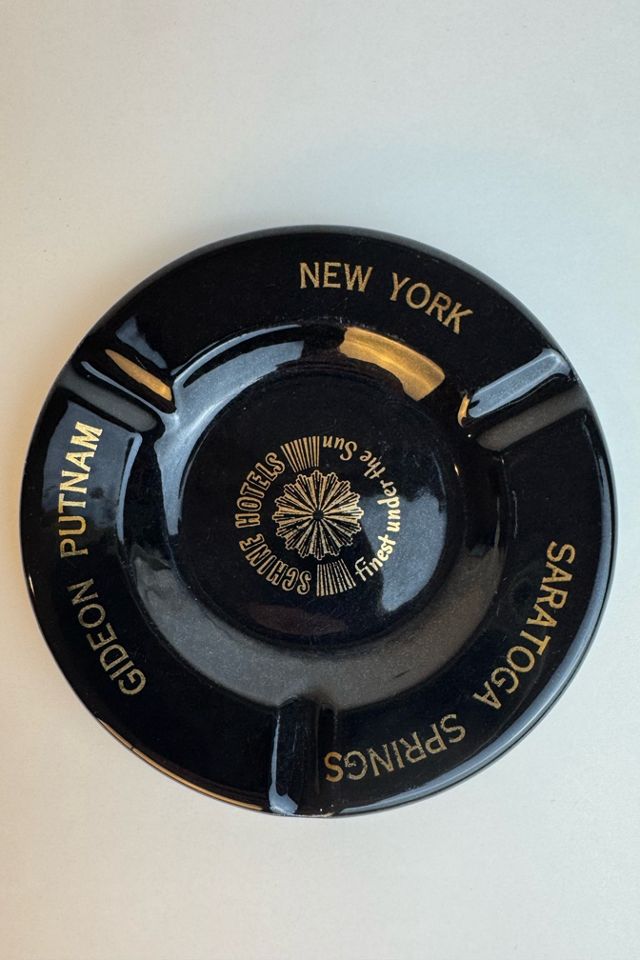 GIDEON PUTNAM
NEW YORK
SARATOGA SPRINGS
SCHINE HOTELS
Finest under the Sun